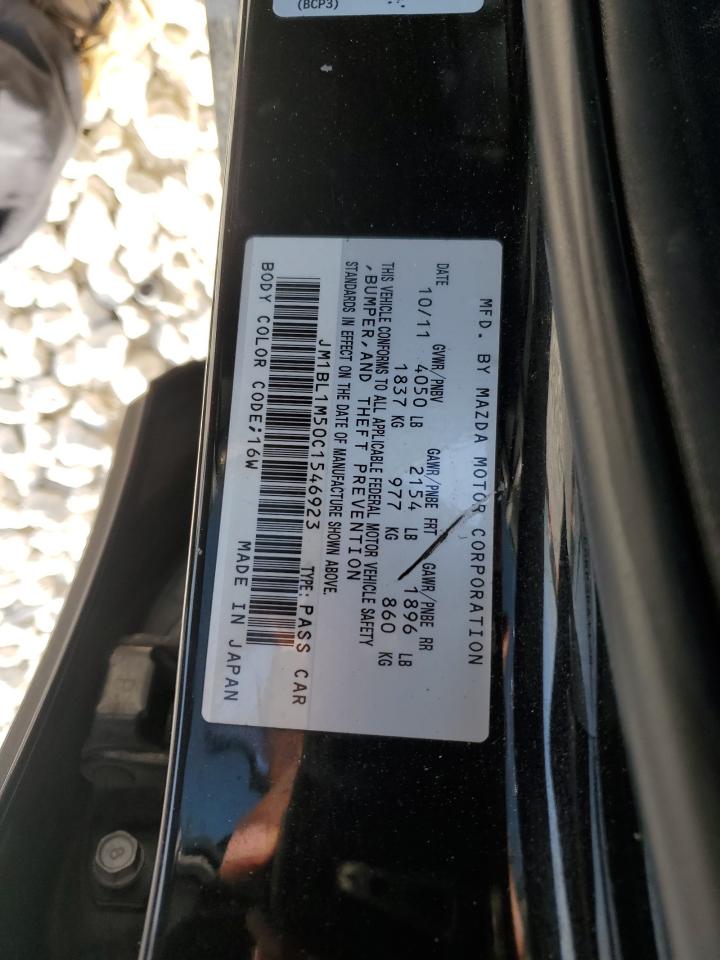 (BCP3)
MFD. BY MAZDA MOTOR CORPORATION
DATE GVWR/PNBV GAWR/PNBE FRT GAWR/PNBE RR
10/11 4050 LB 2154 LB 1896 LB
1837 KG 977 KG 860 KG
THIS VEHICLE CONFORMS TO ALL APPLICABLE FEDERAL MOTOR VEHICLE SAFETY
,BUMPER,AND THEFT PREVENTION
STANDARDS IN EFFECT ON THE DATE OF MANUFACTURE SHOWN ABOVE.
JM1BL1M50C1546923 TYPE: PASS CAR
BODY COLOR CODE;16W MADE IN JAPAN
8